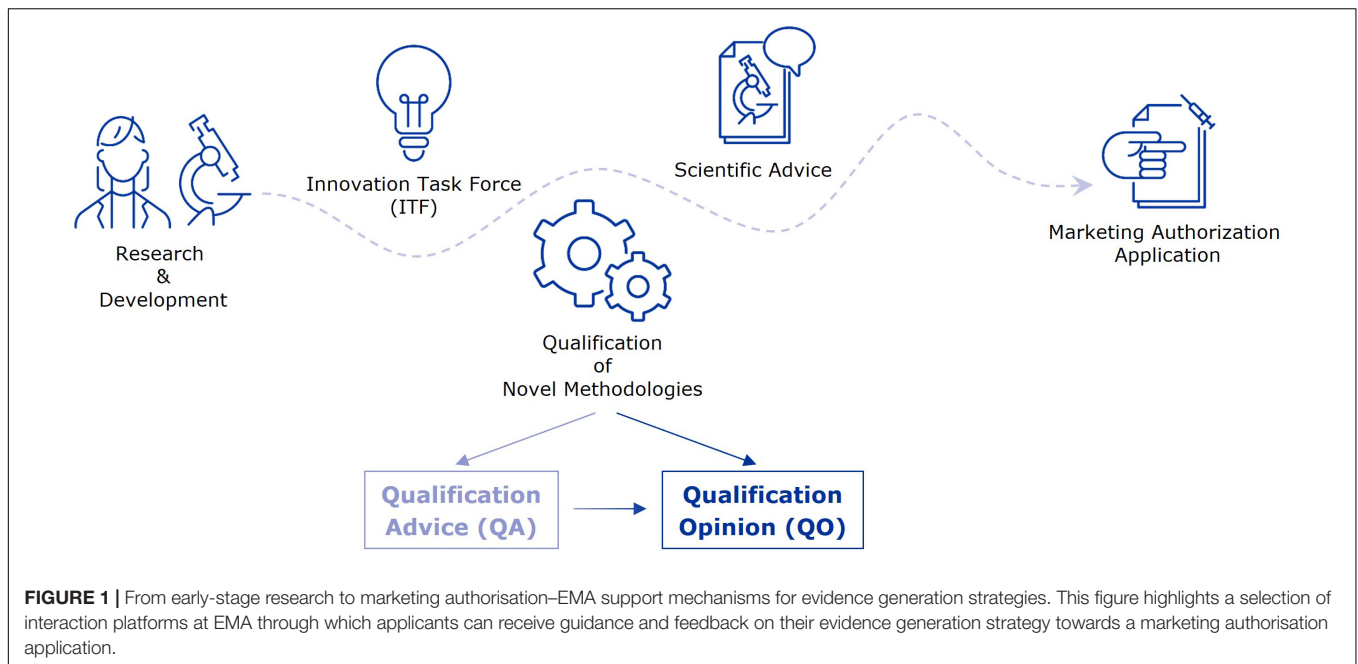 Research
&
Development
Innovation Task Force
(ITF)
Qualification
of
Novel Methodologies
Scientific Advice
Marketing Authorization
Application
Qualification
Advice (QA)
Qualification
Opinion (QO)
FIGURE 1 | From early-stage research to marketing authorisation–EMA support mechanisms for evidence generation strategies. This figure highlights a selection of
interaction platforms at EMA through which applicants can receive guidance and feedback on their evidence generation strategy towards a marketing authorisation
application.